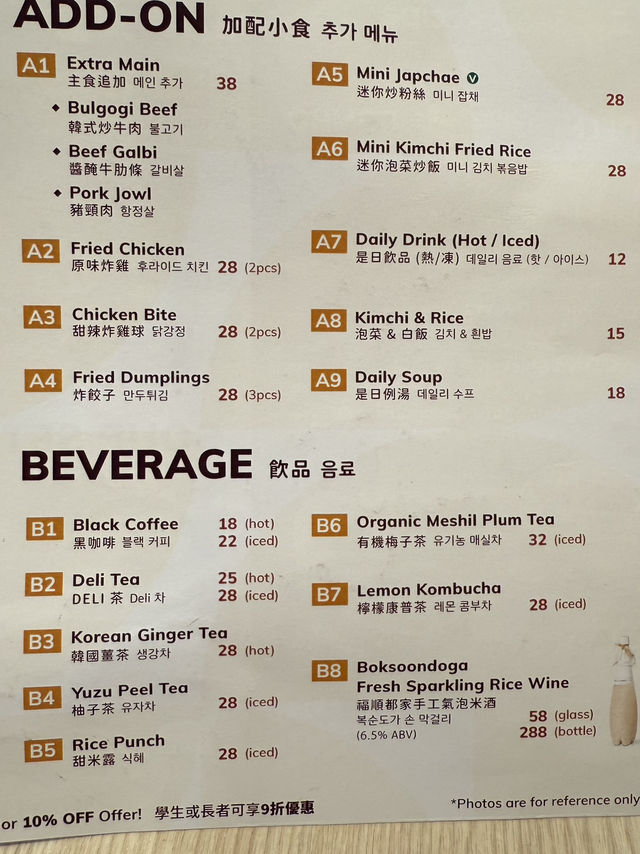 ADD-ON 加配小食 추가 메뉴
A1 Extra Main
主食追加 메인 추가 38
◆ Bulgogi Beef
韓式炒牛肉 불고기
◆ Beef Galbi
醬醃牛肋條 갈비살
◆ Pork Jowl
豬頸肉 항정살
A2 Fried Chicken
原味炸雞 후라이드 치킨 28 (2pcs)
A3 Chicken Bite
甜辣炸雞球 닭강정 28 (2pcs)
A4 Fried Dumplings
炸餃子 만두튀김 28 (3pcs)
A5 Mini Japchae V
迷你炒粉絲 미니 잡채 28
A6 Mini Kimchi Fried Rice
迷你泡菜炒飯 미니 김치 볶음밥 28
A7 Daily Drink (Hot / Iced)
是日飲品 (熱/凍) 데일리 음료 (핫 / 아이스) 12
A8 Kimchi & Rice
泡菜 & 白飯 김치 & 흰밥 15
A9 Daily Soup
是日例湯 데일리 수프 18
BEVERAGE 飲品 음료
B1 Black Coffee 18 (hot)
黑咖啡 블랙 커피 22 (iced)
B2 Deli Tea 25 (hot)
DELI 茶 Deli 차 28 (iced)
B3 Korean Ginger Tea
韓國薑茶 생강차 28 (hot)
B4 Yuzu Peel Tea
柚子茶 유자차 28 (iced)
B5 Rice Punch
甜米露 식혜 28 (iced)
B6 Organic Meshil Plum Tea
有機梅子茶 유기농 매실차 32 (iced)
B7 Lemon Kombucha
檸檬康普茶 레몬 콤부차 28 (iced)
B8 Boksoondoga
Fresh Sparkling Rice Wine
福順都家手工氣泡米酒
복순도가 손 막걸리 58 (glass)
(6.5% ABV) 288 (bottle)
or 10% OFF Offer! 學生或長者可享9折優惠
*Photos are for reference only